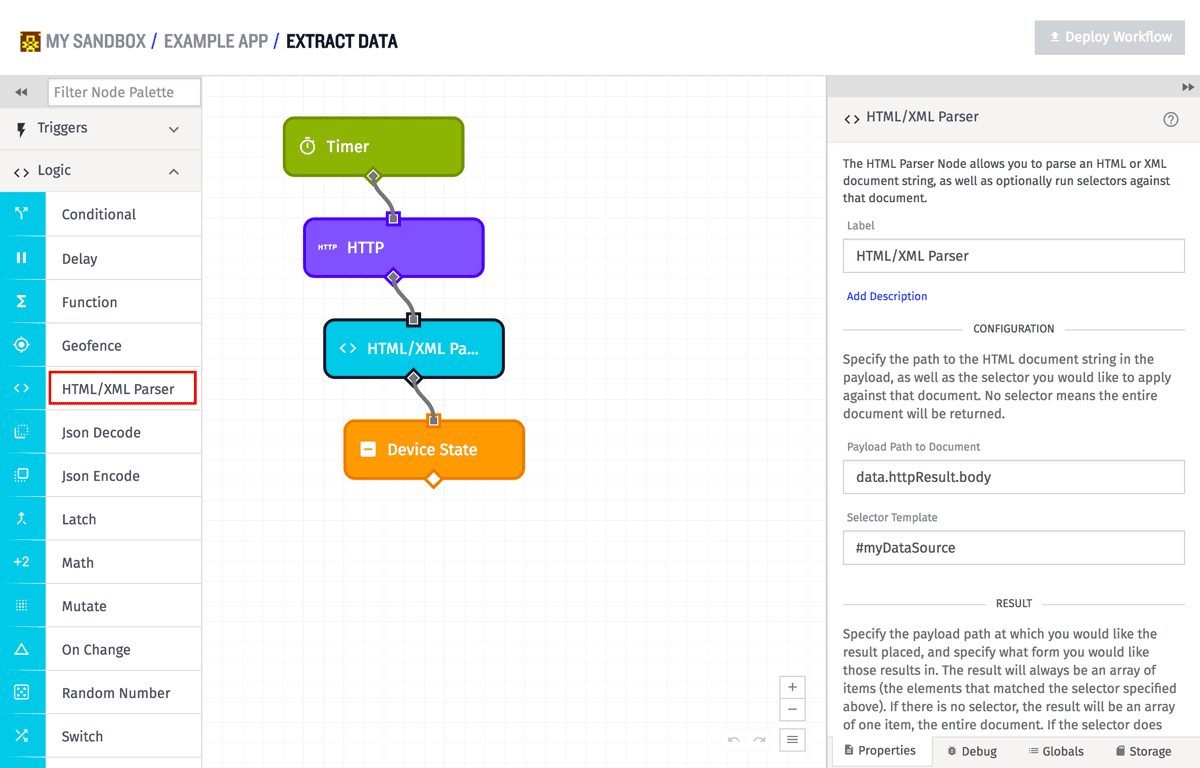 MY SANDBOX / EXAMPLE APP / EXTRACT DATA
Deploy Workflow
Filter Node Palette
Triggers
Logic
Conditional
Delay
Function
Geofence
HTML/XML Parser
Json Decode
Json Encode
Latch
+2 Math
Mutate
On Change
Random Number
Switch
Timer
HTTP HTTP
HTML/XML Pa...
Device State
HTML/XML Parser
The HTML Parser Node allows you to parse an HTML or XML
document string, as well as optionally run selectors against
that document.
Label
HTML/XML Parser
Add Description
CONFIGURATION
Specify the path to the HTML document string in the
payload, as well as the selector you would like to apply
against that document. No selector means the entire
document will be returned.
Payload Path to Document
data.httpResult.body
Selector Template
#myDataSource
RESULT
Specify the payload path at which you would like the
result placed, and specify what form you would like
those results in. The result will always be an array of
items (the elements that matched the selector specified
above). If there is no selector, the result will be an array
of one item, the entire document. If the selector does
Properties
Debug
Globals
Storage